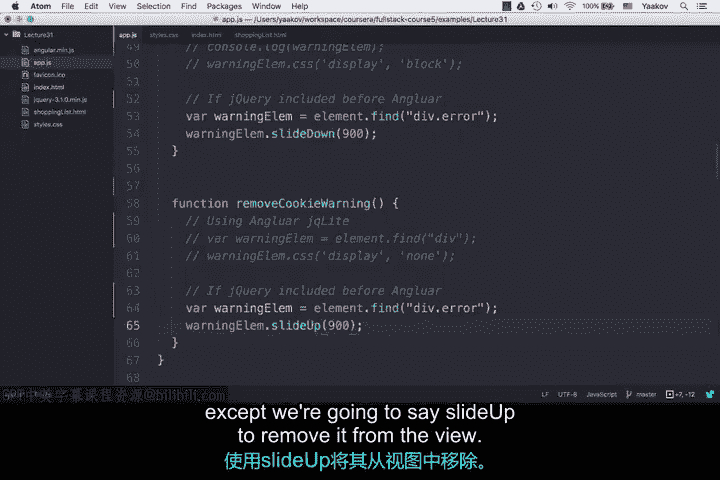 Atom File Edit View Selection Find Packages Window Help
100% Yaakov
app.js — /Users/yaakov/workspace/coursera/fullstack-course5/examples/Lecture31
Lecture31
angular.min.js
app.js
favicon.ico
index.html
jquery-3.1.0.min.js
shoppingList.html
styles.css
app.js styles.css index.html shoppingList.html
49 // console.log(warningElem);
50 // warningElem.css('display', 'block');
51
52 // If jQuery included before Angluar
53 var warningElem = element.find("div.error");
54 warningElem.slideDown(900);
55 }
56
57
58 function removeCookieWarning() {
59 // Using Angluar jqLite
60 // var warningElem = element.find("div");
61 // warningElem.css('display', 'none');
62
63 // If jQuery included before Angluar
64 var warningElem = element.find("div.error");
65 warningElem.slideUp(900);
66 }
67 }
68
LF UTF-8 JavaScript master +7, -12
except we're going to say slideUp
to remove it from the view.
使用slideUp将其从视图中移除。